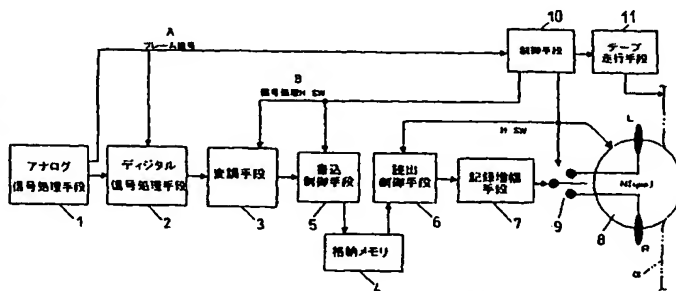 A
フレーム信号
10
制御手段
11
テープ
走行手段
B
信号処理H SW
H SW
L
アナログ
信号処理手段
1
ディジタル
信号処理手段
2
変調手段
3
書込
制御手段
5
読出
制御手段
6
記録増幅
手段
7
9
N[rpm]
8
R
α
格納メモリ
4